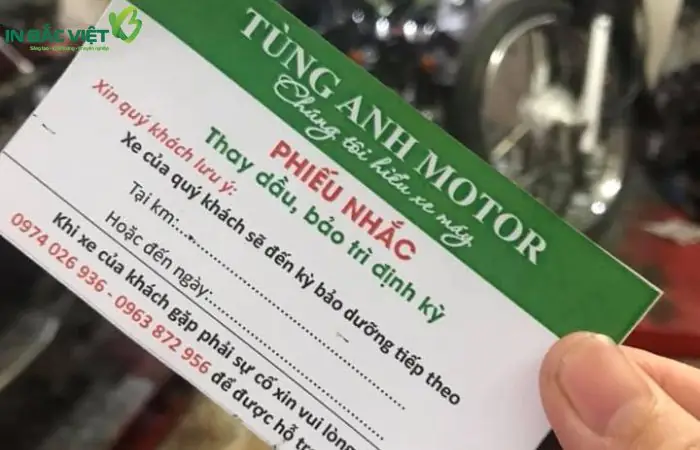 IN BẮC VIỆT
TÙNG ANH MOTOR
Chúng tôi hiểu xe máy
PHIẾU NHẮC
Thay dầu, bảo trì định kỳ
Xin quý khách lưu ý:
Xe của quý khách sẽ đến kỳ bảo dưỡng tiếp theo
Tại km:
Hoặc đến ngày:
Khi xe của khách gặp phải sự cố xin vui lòng
0974 026 936 - 0963 872 956 để được hỗ